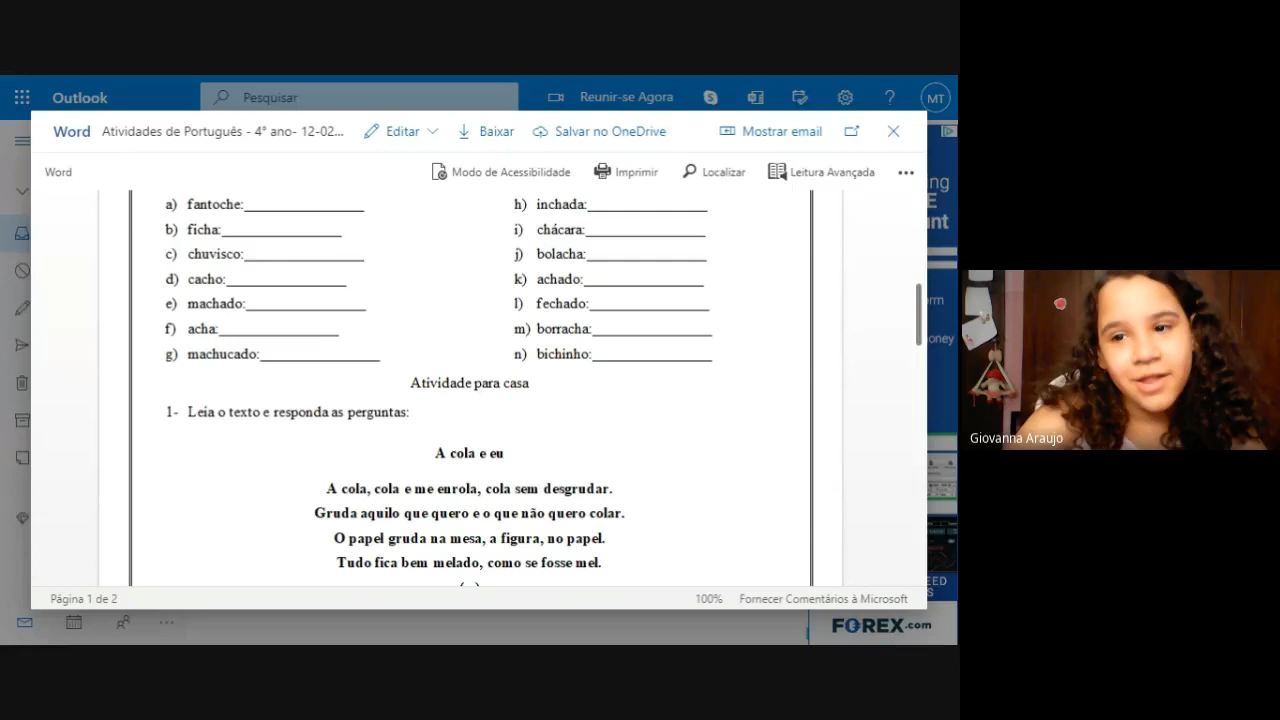 Outlook
Pesquisar
Reunir-se Agora
MT
Word
Atividades de Português - 4° ano- 12-02...
Editar
Baixar
Salvar no OneDrive
Mostrar email
Word
Modo de Acessibilidade
Imprimir
Localizar
Leitura Avançada
a) fantoche:
b) ficha:
c) chuvisco:
d) cacho:
e) machado:
f) acha:
g) machucado:
h) inchada:
i) chácara:
j) bolacha:
k) achado:
l) fechado:
m) borracha:
n) bichinho:
Atividade para casa
1- Leia o texto e responda as perguntas:
A cola e eu
A cola, cola e me enrola, cola sem desgrudar.
Gruda aquilo que quero e o que não quero colar.
O papel gruda na mesa, a figura, no papel.
Tudo fica bem melado, como se fosse mel.
Página 1 de 2
100%
Fornecer Comentários à Microsoft
FOREX.com
Giovanna Araujo